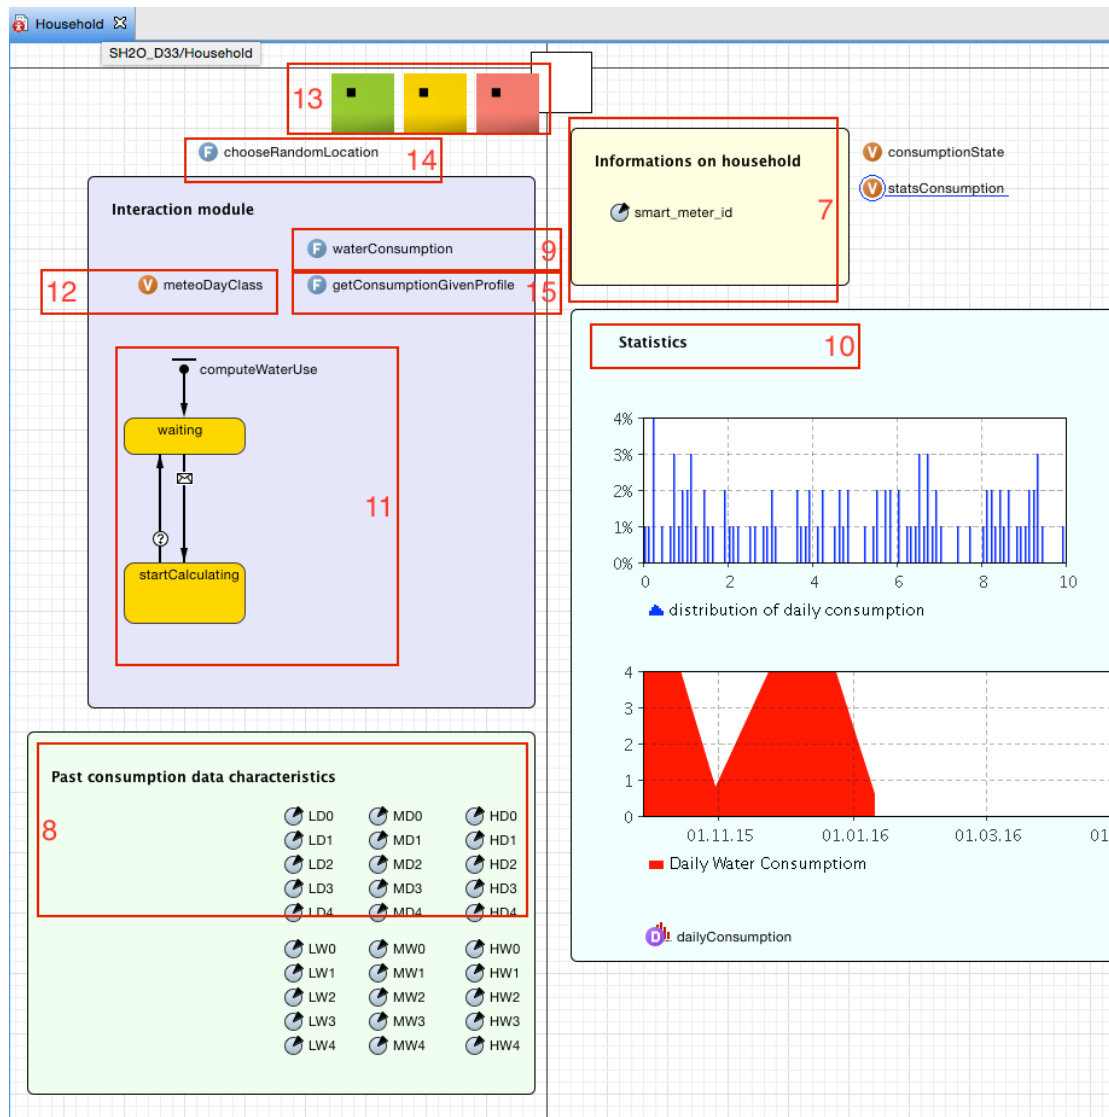 Household
SH2O_D33/Household
13
F chooseRandomLocation 14
Interaction module
F waterConsumption 9
12 V meteoDayClass
F getConsumptionGivenProfile 15
computeWaterUse
waiting
?
11
startCalculating
Past consumption data characteristics
8
LD0 MD0 HD0
LD1 MD1 HD1
LD2 MD2 HD2
LD3 MD3 HD3
LD4 MD4 HD4
LW0 MW0 HW0
LW1 MW1 HW1
LW2 MW2 HW2
LW3 MW3 HW3
LW4 MW4 HW4
Informations on household
smart_meter_id
7
V consumptionState
V statsConsumption
Statistics 10
4%
3%
2%
1%
0%
0 2 4 6 8 10
distribution of daily consumption
4
3
2
1
0
01.11.15 01.01.16 01.03.16 01
Daily Water Consumptiom
D dailyConsumption